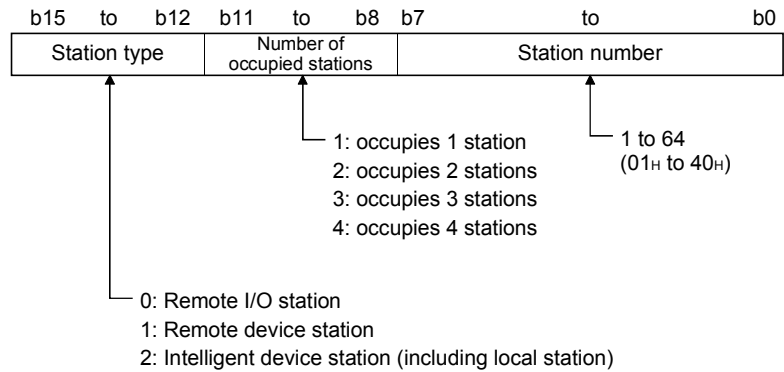 b15 to b12 b11 to b8 b7 to b0
Station type
Number of
occupied stations
Station number
1: occupies 1 station
2: occupies 2 stations
3: occupies 3 stations
4: occupies 4 stations
1 to 64
(01H to 40H)
0: Remote I/O station
1: Remote device station
2: Intelligent device station (including local station)